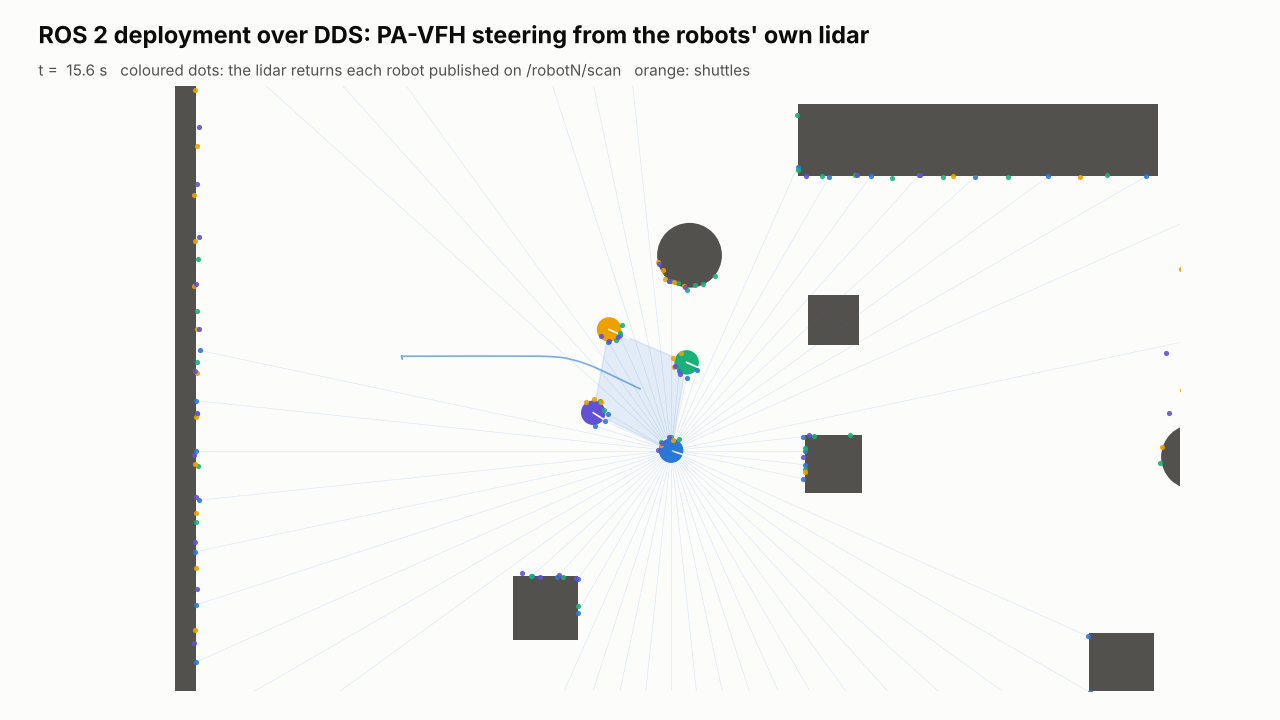 ROS 2 deployment over DDS: PA-VFH steering from the robots' own lidar
t =  15.6 s   coloured dots: the lidar returns each robot published on /robotN/scan   orange: shuttles